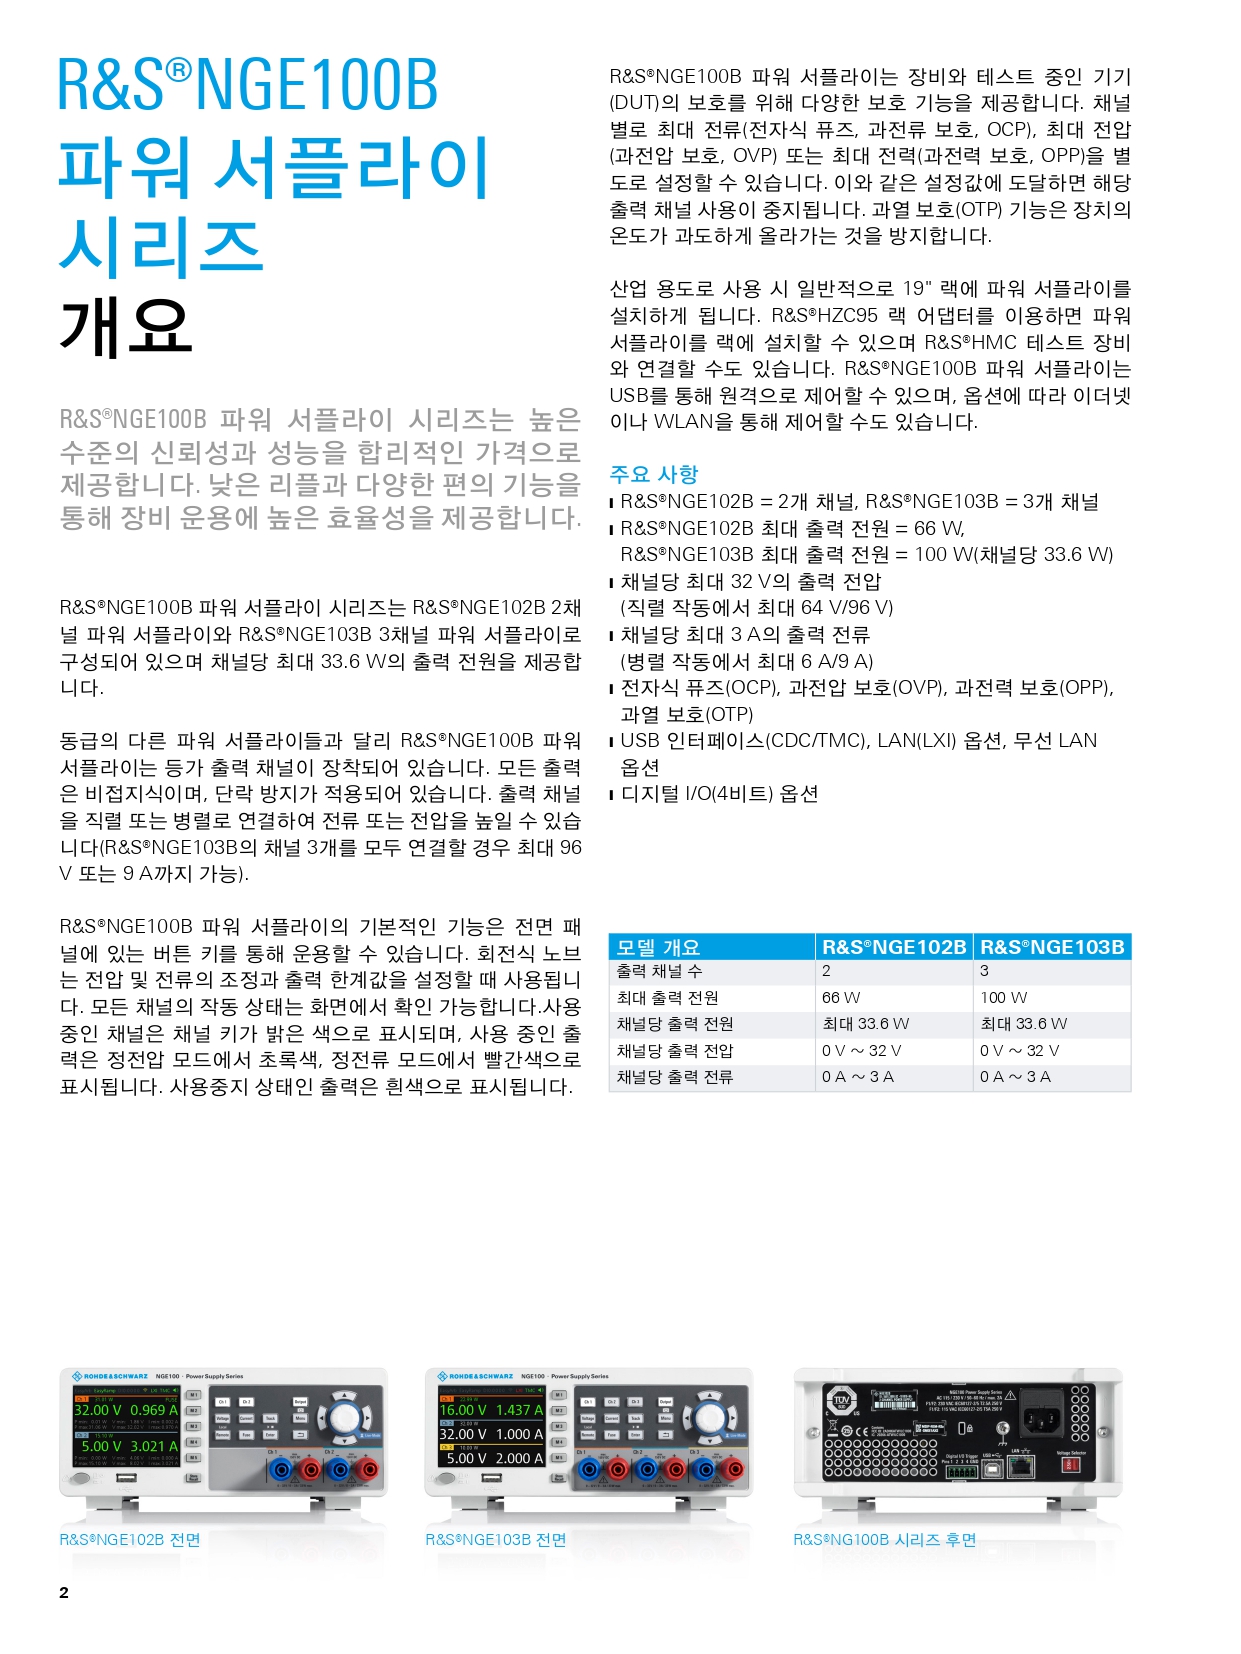 R&S®NGE100B
파워 서플라이
시리즈
개요
R&S®NGE100B 파워 서플라이 시리즈는 높은
수준의 신뢰성과 성능을 합리적인 가격으로
제공합니다. 낮은 리플과 다양한 편의 기능을
통해 장비 운용에 높은 효율성을 제공합니다.
R&S®NGE100B 파워 서플라이 시리즈는 R&S®NGE102B 2채
널 파워 서플라이와 R&S®NGE103B 3채널 파워 서플라이로
구성되어 있으며 채널당 최대 33.6 W의 출력 전원을 제공합
니다.
동급의 다른 파워 서플라이들과 달리 R&S®NGE100B 파워
서플라이는 등가 출력 채널이 장착되어 있습니다. 모든 출력
은 비접지식이며, 단락 방지가 적용되어 있습니다. 출력 채널
을 직렬 또는 병렬로 연결하여 전류 또는 전압을 높일 수 있습
니다(R&S®NGE103B의 채널 3개를 모두 연결할 경우 최대 96
V 또는 9 A까지 가능).
R&S®NGE100B 파워 서플라이의 기본적인 기능은 전면 패
널에 있는 버튼 키를 통해 운용할 수 있습니다. 회전식 노브
는 전압 및 전류의 조정과 출력 한계값을 설정할 때 사용됩니
다. 모든 채널의 작동 상태는 화면에서 확인 가능합니다.사용
중인 채널은 채널 키가 밝은 색으로 표시되며, 사용 중인 출
력은 정전압 모드에서 초록색, 정전류 모드에서 빨간색으로
표시됩니다. 사용중지 상태인 출력은 흰색으로 표시됩니다.
R&S®NGE100B 파워 서플라이는 장비와 테스트 중인 기기
(DUT)의 보호를 위해 다양한 보호 기능을 제공합니다. 채널
별로 최대 전류(전자식 퓨즈, 과전류 보호, OCP), 최대 전압
(과전압 보호, OVP) 또는 최대 전력(과전력 보호, OPP)을 별
도로 설정할 수 있습니다. 이와 같은 설정값에 도달하면 해당
출력 채널 사용이 중지됩니다. 과열 보호(OTP) 기능은 장치의
온도가 과도하게 올라가는 것을 방지합니다.
산업 용도로 사용 시 일반적으로 19" 랙에 파워 서플라이를
설치하게 됩니다. R&S®HZC95 랙 어댑터를 이용하면 파워
서플라이를 랙에 설치할 수 있으며 R&S®HMC 테스트 장비
와 연결할 수도 있습니다. R&S®NGE100B 파워 서플라이는
USB를 통해 원격으로 제어할 수 있으며, 옵션에 따라 이더넷
이나 WLAN을 통해 제어할 수도 있습니다.
주요 사항
ı R&S®NGE102B = 2개 채널, R&S®NGE103B = 3개 채널
ı R&S®NGE102B 최대 출력 전원 = 66 W,
R&S®NGE103B 최대 출력 전원 = 100 W(채널당 33.6 W)
ı 채널당 최대 32 V의 출력 전압
(직렬 작동에서 최대 64 V/96 V)
ı 채널당 최대 3 A의 출력 전류
(병렬 작동에서 최대 6 A/9 A)
ı 전자식 퓨즈(OCP), 과전압 보호(OVP), 과전력 보호(OPP),
과열 보호(OTP)
ı USB 인터페이스(CDC/TMC), LAN(LXI) 옵션, 무선 LAN
옵션
ı 디지털 I/O(4비트) 옵션
모델 개요 R&S®NGE102B R&S®NGE103B
출력 채널 수 2 3
최대 출력 전원 66 W 100 W
채널당 출력 전원 최대 33.6 W 최대 33.6 W
채널당 출력 전압 0 V ~ 32 V 0 V ~ 32 V
채널당 출력 전류 0 A ~ 3 A 0 A ~ 3 A
ROHDE&SCHWARZ NGE100 · Power Supply Series
32.00 V 0.969 A
5.00 V 3.021 A
Ch 1 Ch 2
ROHDE&SCHWARZ NGE100 · Power Supply Series
16.00 V 1.437 A
32.00 V 1.000 A
5.00 V 2.000 A
Ch 1 Ch 2 Ch 3
NGE100 Power Supply Series
TÜV
LAN
USB
Voltage Selector
R&S®NGE102B 전면
R&S®NGE103B 전면
R&S®NG100B 시리즈 후면
2